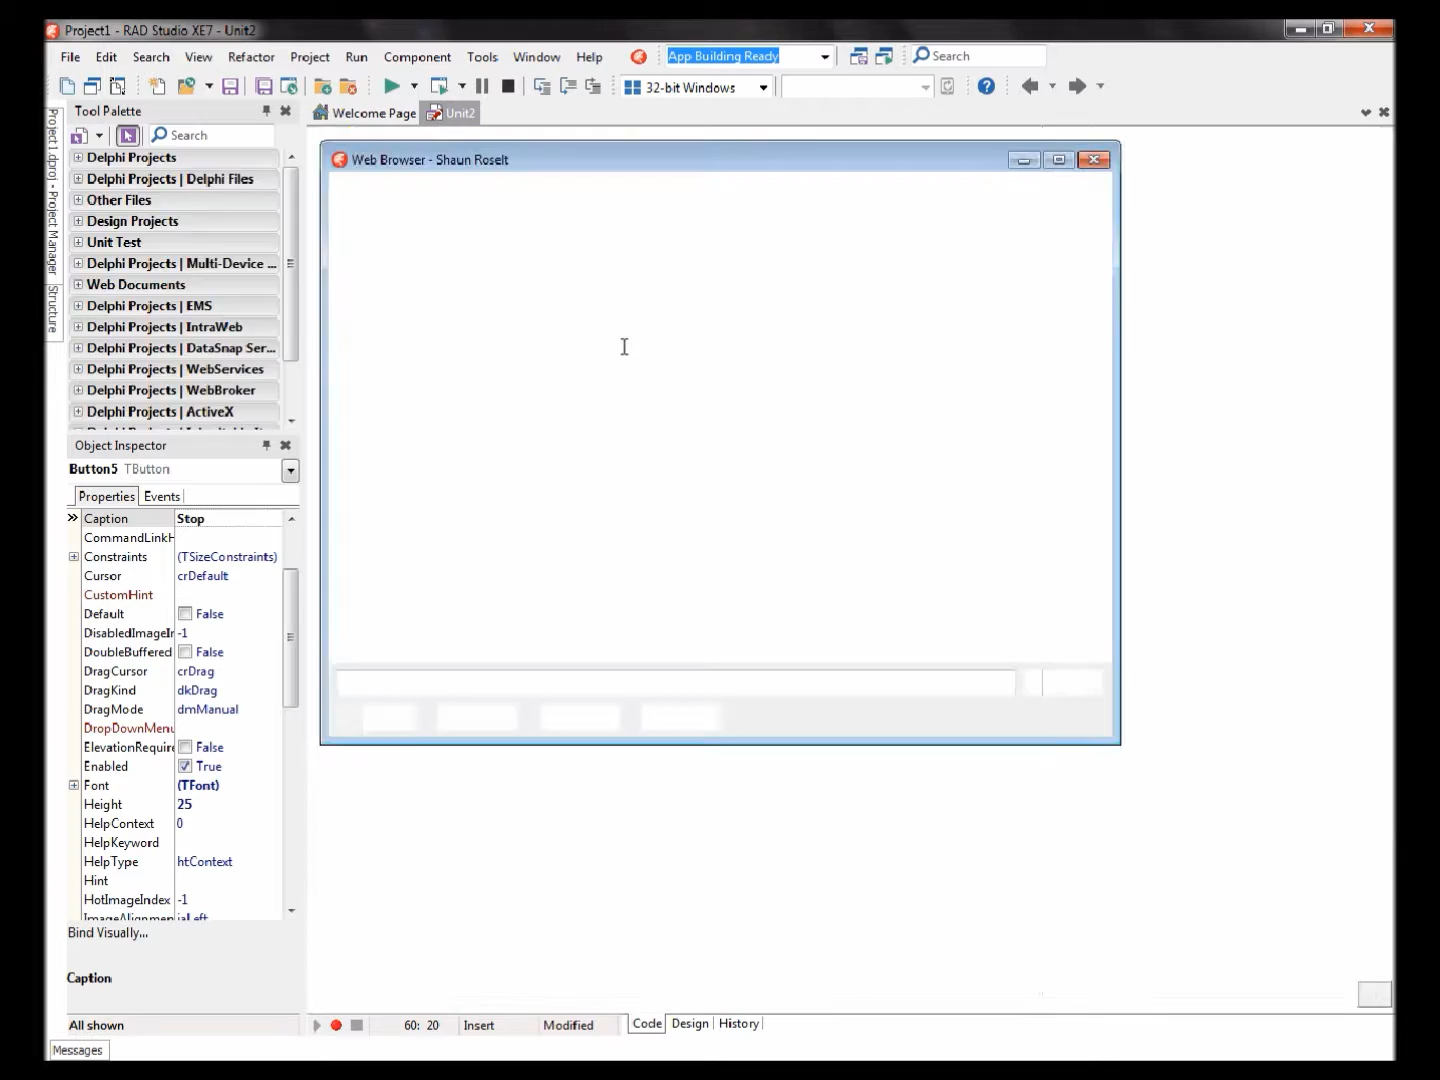 Project1 - RAD Studio XE7 - Unit2
File Edit Search View Refactor Project Run Component Tools Window Help App Building Ready Search
32-bit Windows
Tool Palette
Welcome Page Unit2
Search
Delphi Projects
Delphi Projects | Delphi Files
Other Files
Design Projects
Unit Test
Delphi Projects | Multi-Device ...
Web Documents
Delphi Projects | EMS
Delphi Projects | IntraWeb
Delphi Projects | DataSnap Ser...
Delphi Projects | WebServices
Delphi Projects | WebBroker
Delphi Projects | ActiveX
Project1.dproj - Project Manager
Structure
Web Browser - Shaun Roselt
Object Inspector
Button5 TButton
Properties Events
Caption Stop
CommandLinkH
Constraints (TSizeConstraints)
Cursor crDefault
CustomHint
Default False
DisabledImageIn -1
DoubleBuffered False
DragCursor crDrag
DragKind dkDrag
DragMode dmManual
DropDownMenu
ElevationRequire False
Enabled True
Font (TFont)
Height 25
HelpContext 0
HelpKeyword
HelpType htContext
Hint
HotImageIndex -1
ImageAlignmen iaLeft
Bind Visually...
Caption
All shown
60: 20 Insert Modified Code Design History
Messages